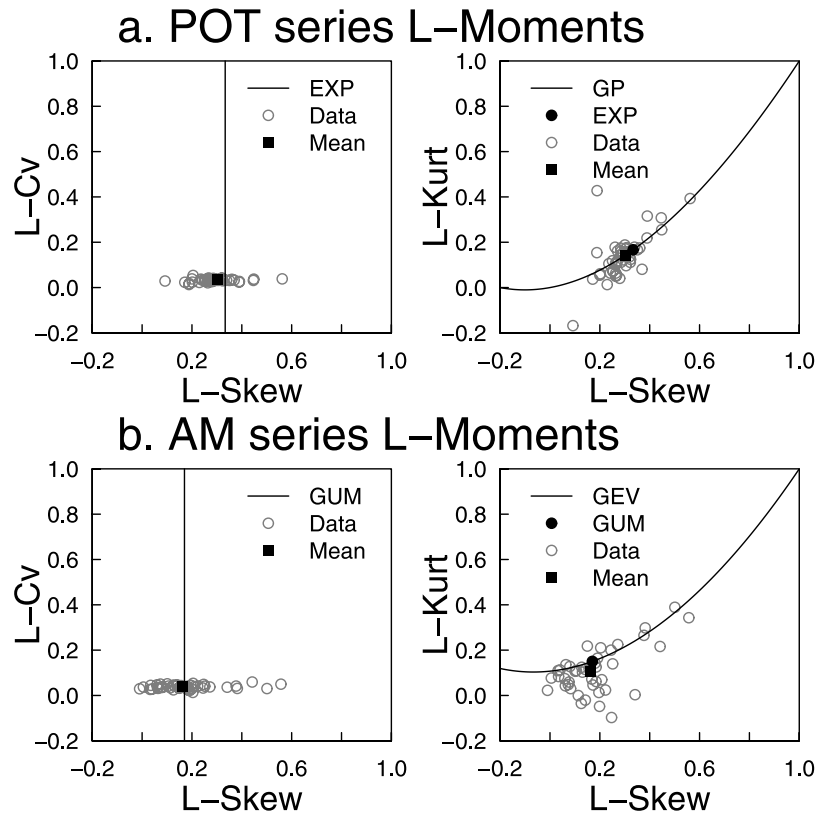 a. POT series L−Moments
1.0
0.8
0.6
0.4
0.2
0.0
−0.2
L−Cv
EXP
Data
Mean
−0.2
0.2
0.6
1.0
L−Skew
1.0
0.8
0.6
0.4
0.2
0.0
−0.2
L−Kurt
GP
EXP
Data
Mean
−0.2
0.2
0.6
1.0
L−Skew
b. AM series L−Moments
1.0
0.8
0.6
0.4
0.2
0.0
−0.2
L−Cv
GUM
Data
Mean
−0.2
0.2
0.6
1.0
L−Skew
1.0
0.8
0.6
0.4
0.2
0.0
−0.2
L−Kurt
GEV
GUM
Data
Mean
−0.2
0.2
0.6
1.0
L−Skew